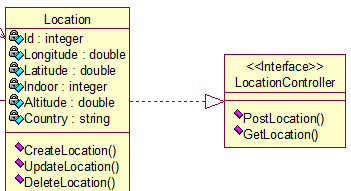 Location
Id : integer
Longitude : double
Latitude : double
Indoor : integer
Altitude : double
Country : string
CreateLocation()
UpdateLocation()
DeleteLocation()
<<Interface>>
LocationController
PostLocation()
GetLocation()